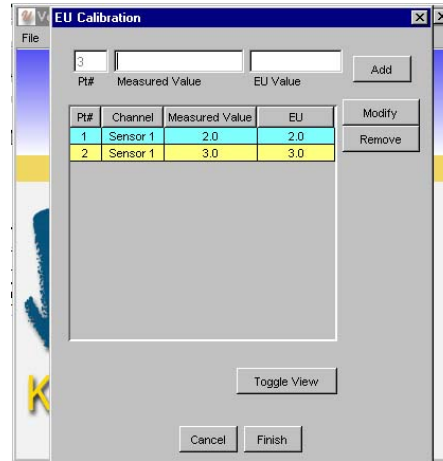 EU Calibration
File
3
Pt# Measured Value EU Value
Add
Pt# Channel Measured Value EU
1 Sensor 1 2.0 2.0
2 Sensor 1 3.0 3.0
Modify
Remove
K
Toggle View
Cancel Finish